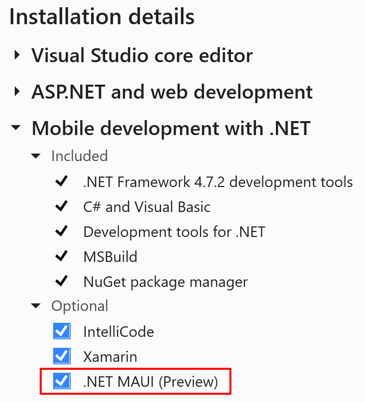 Installation details
Visual Studio core editor
ASP.NET and web development
Mobile development with .NET
Included
.NET Framework 4.7.2 development tools
C# and Visual Basic
Development tools for .NET
MSBuild
NuGet package manager
Optional
IntelliCode
Xamarin
.NET MAUI (Preview)